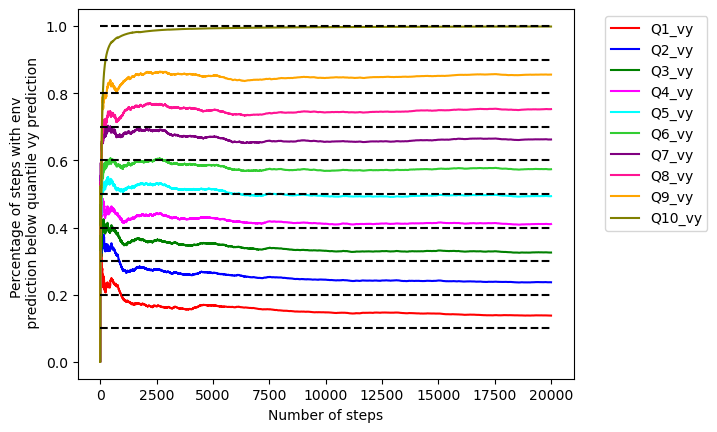 Percentage of steps with env
prediction below quantile vy prediction
1.0
0.8
0.6
0.4
0.2
0.0
0
2500
5000
7500
10000
12500
15000
17500
20000
Number of steps
Q1_vy
Q2_vy
Q3_vy
Q4_vy
Q5_vy
Q6_vy
Q7_vy
Q8_vy
Q9_vy
Q10_vy